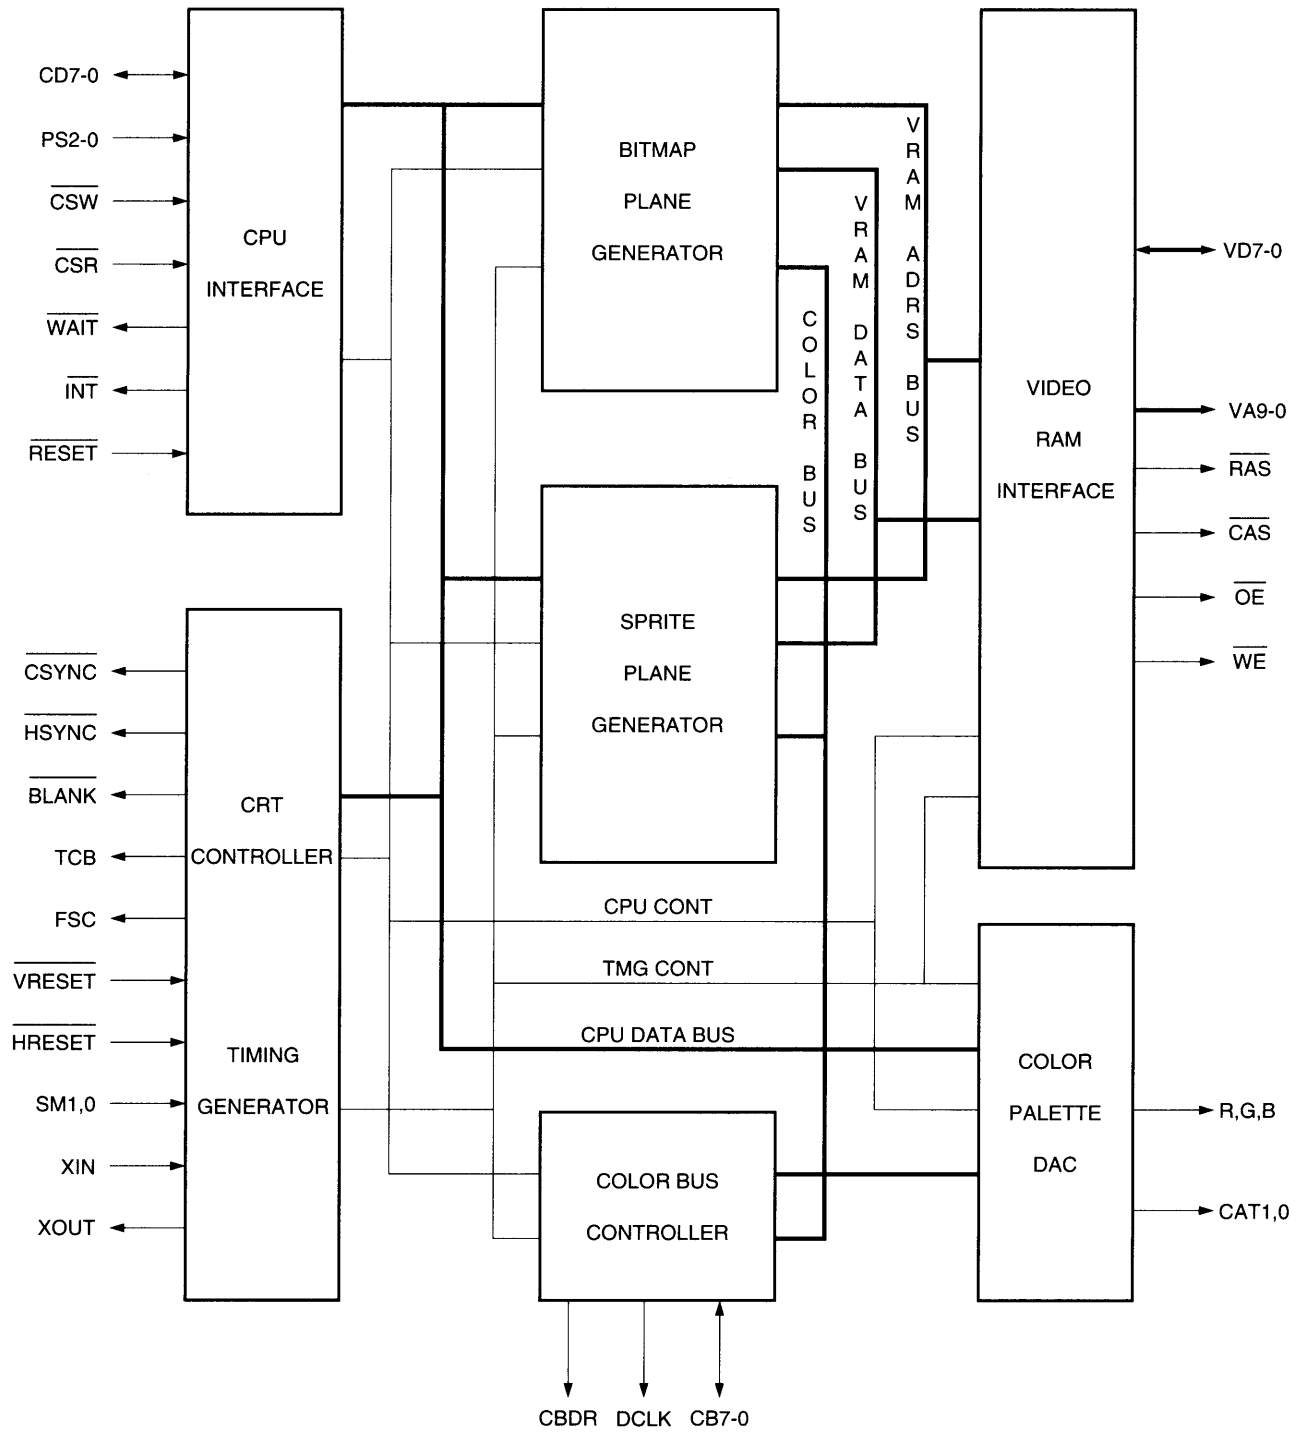 CD7-0
PS2-0
CSW
CSR
WAIT
INT
RESET
CPU
INTERFACE
BITMAP
PLANE
GENERATOR
COLOR BUS
VRAM DATA BUS
VRAM ADRS BUS
VIDEO
RAM
INTERFACE
VD7-0
VA9-0
RAS
CAS
OE
WE
SPRITE
PLANE
GENERATOR
CSYNC
HSYNC
BLANK
TCB
FSC
VRESET
HRESET
SM1,0
XIN
XOUT
CRT
CONTROLLER
TIMING
GENERATOR
CPU CONT
TMG CONT
CPU DATA BUS
COLOR
PALETTE
DAC
R,G,B
CAT1,0
COLOR BUS
CONTROLLER
CBDR
DCLK
CB7-0